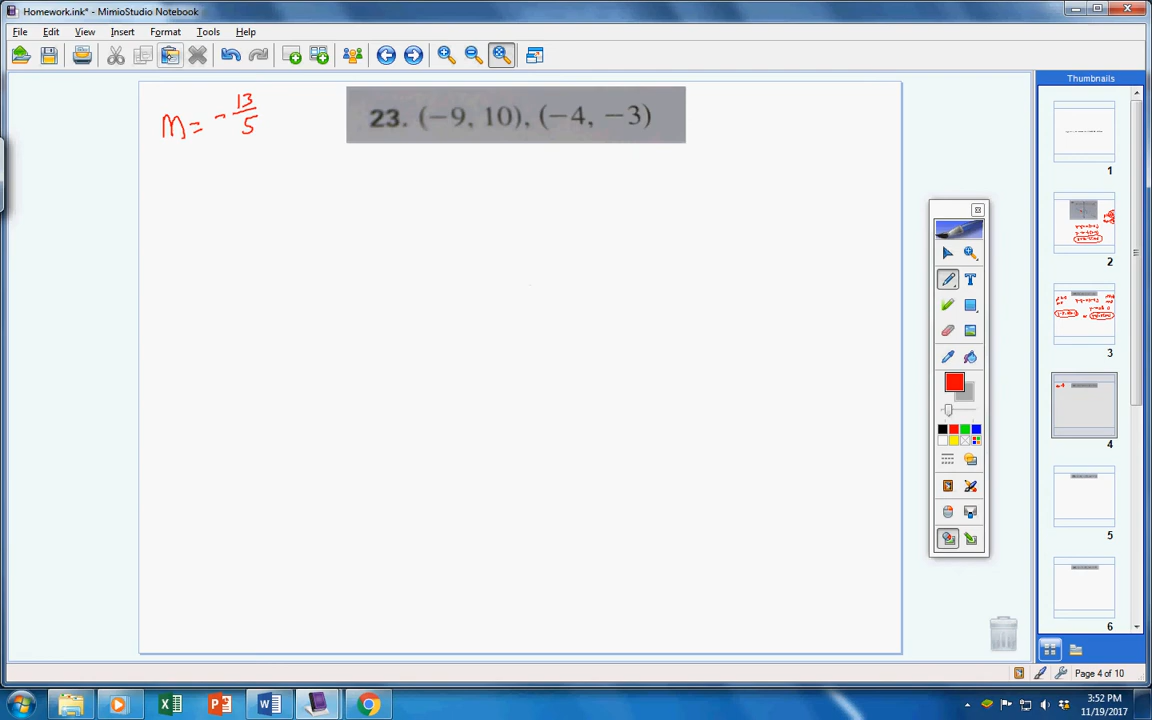 Homework.ink* - MimioStudio Notebook
File Edit View Insert Format Tools Help
m = - 13/5
23. (−9, 10), (−4, −3)
Thumbnails
1
2
3
4
5
6
T
Page 4 of 10
3:52 PM
11/19/2017